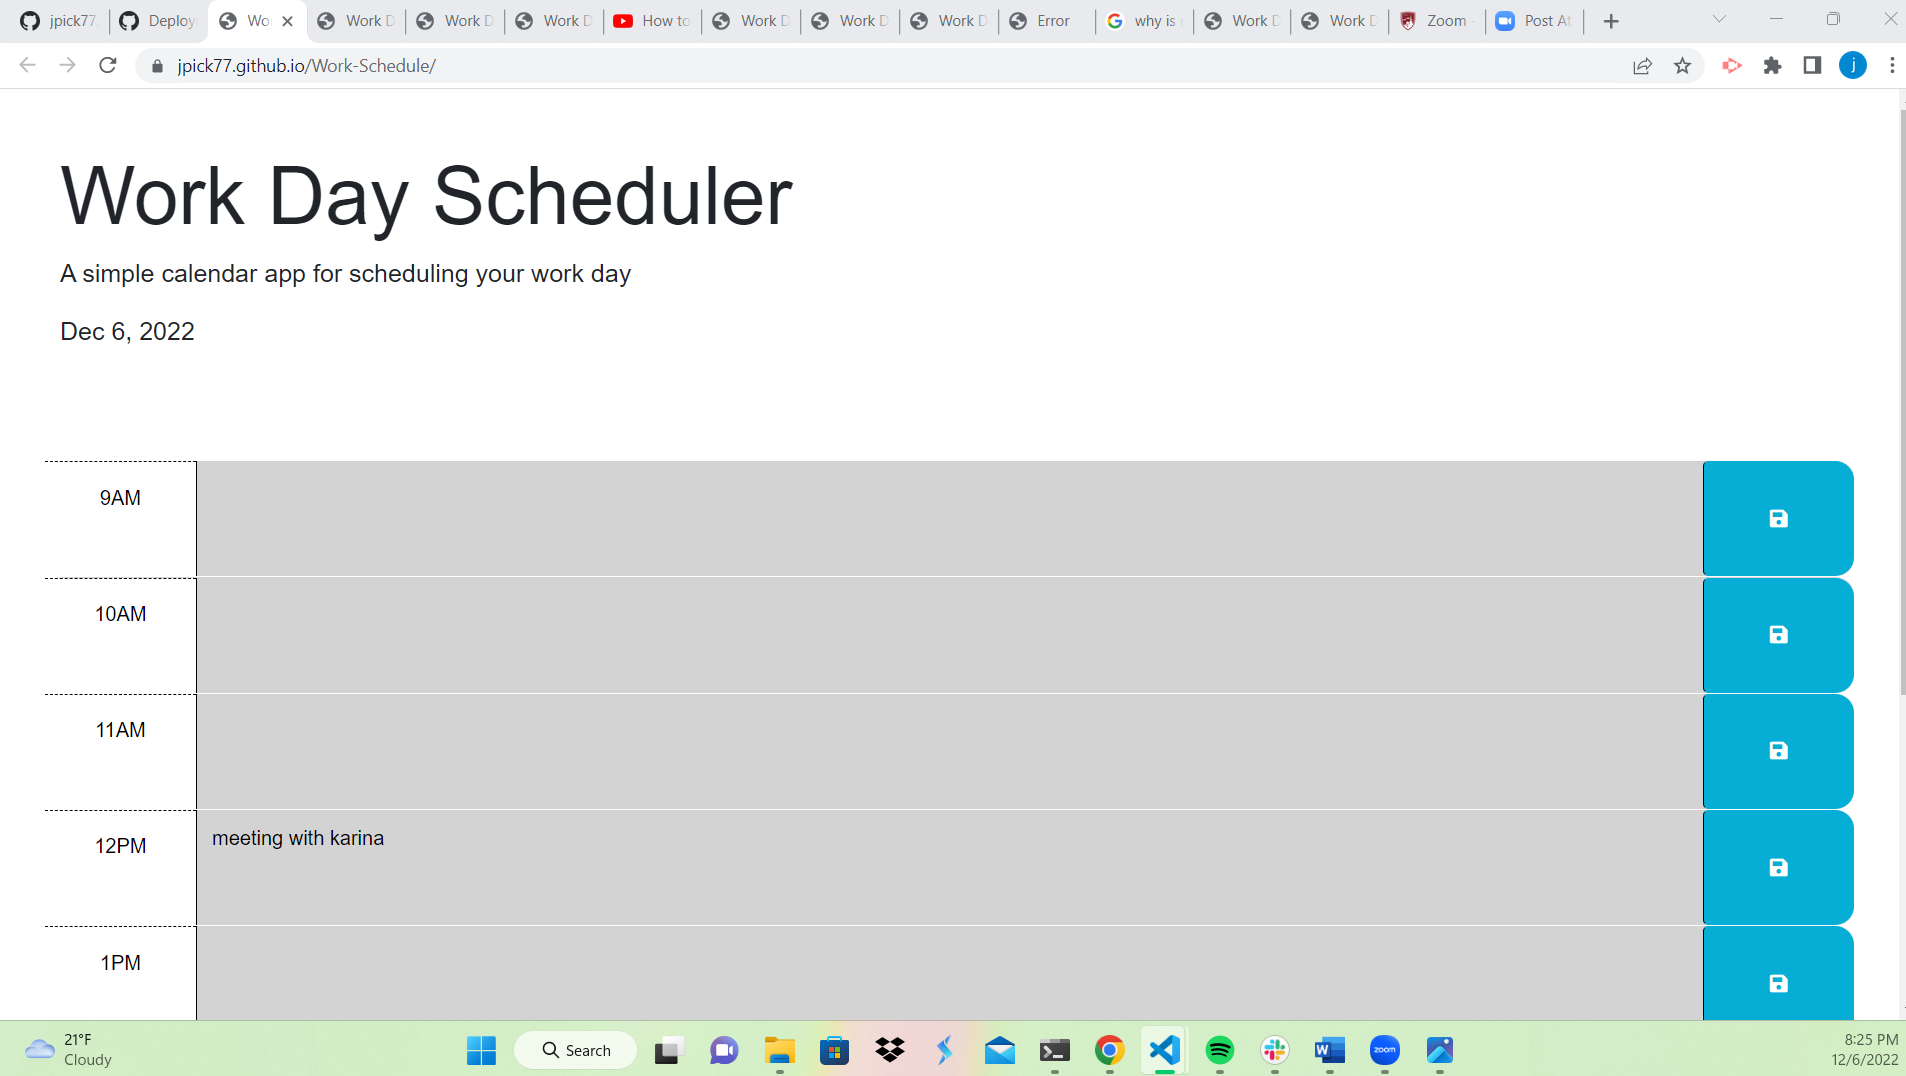 jpick77
Deploy
Wo
Work D
Work D
Work D
How to
Work D
Work D
Work D
Error
why is
Work D
Work D
Zoom
Post At
jpick77.github.io/Work-Schedule/
j
Work Day Scheduler
A simple calendar app for scheduling your work day
Dec 6, 2022
9AM
10AM
11AM
12PM
meeting with karina
1PM
21°F
Cloudy
Search
zoom
8:25 PM
12/6/2022